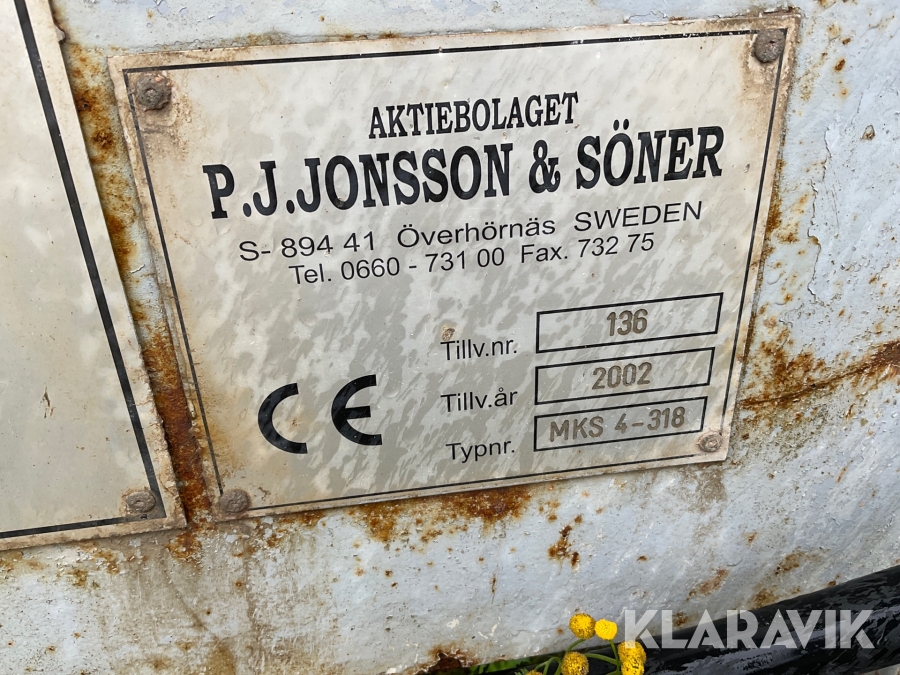 AKTIEBOLAGET
P.J.JONSSON & SÖNER
S- 894 41 Överhörnäs SWEDEN
Tel. 0660 - 731 00 Fax. 732 75
Tillv.nr. 136
Tillv.år 2002
Typnr. MKS 4-318
CE
KLARAVIK